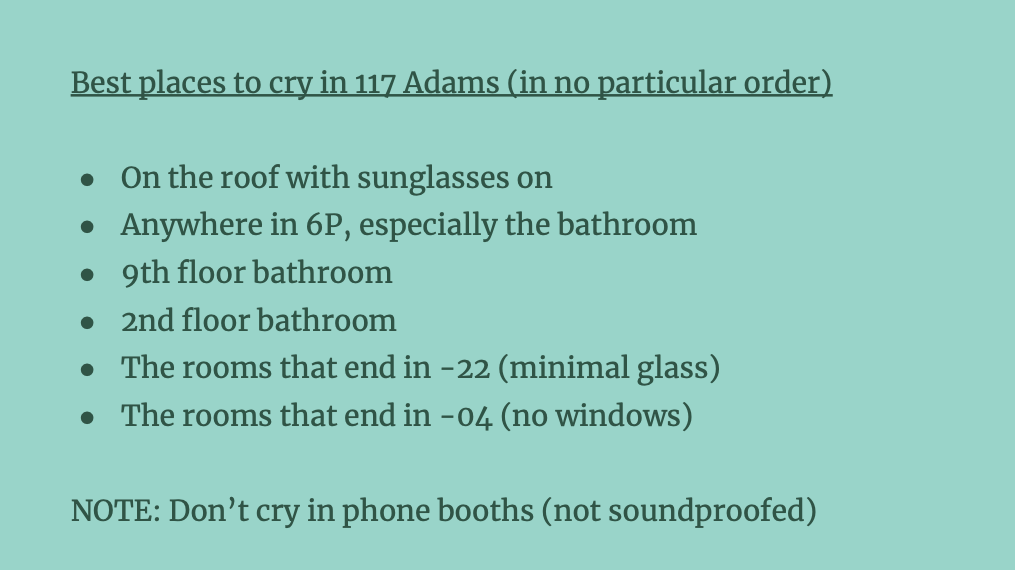 Best places to cry in 117 Adams (in no particular order)
● On the roof with sunglasses on
● Anywhere in 6P, especially the bathroom
● 9th floor bathroom
● 2nd floor bathroom
● The rooms that end in -22 (minimal glass)
● The rooms that end in -04 (no windows)
NOTE: Don’t cry in phone booths (not soundproofed)